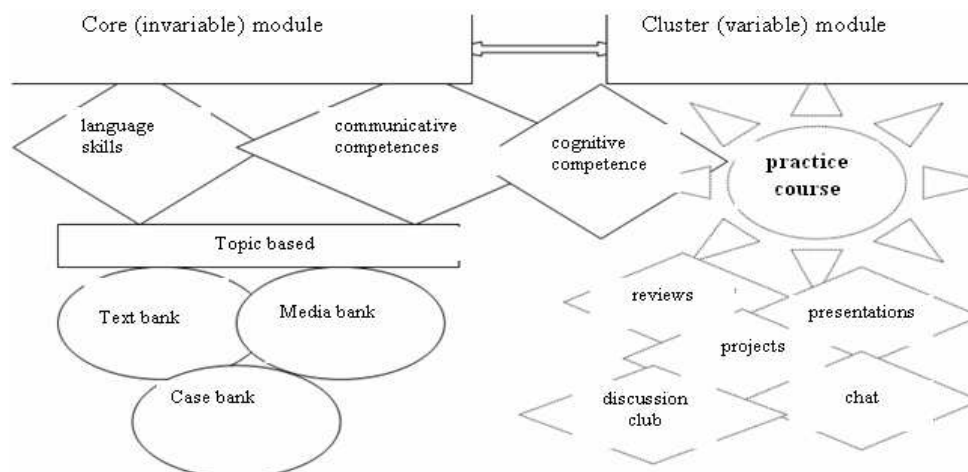 Core (invariable) module
Cluster (variable) module
language
skills
communicative
competences
cognitive
competence
practice
course
Topic based
Text bank
Media bank
Case bank
reviews
presentations
projects
discussion
club
chat